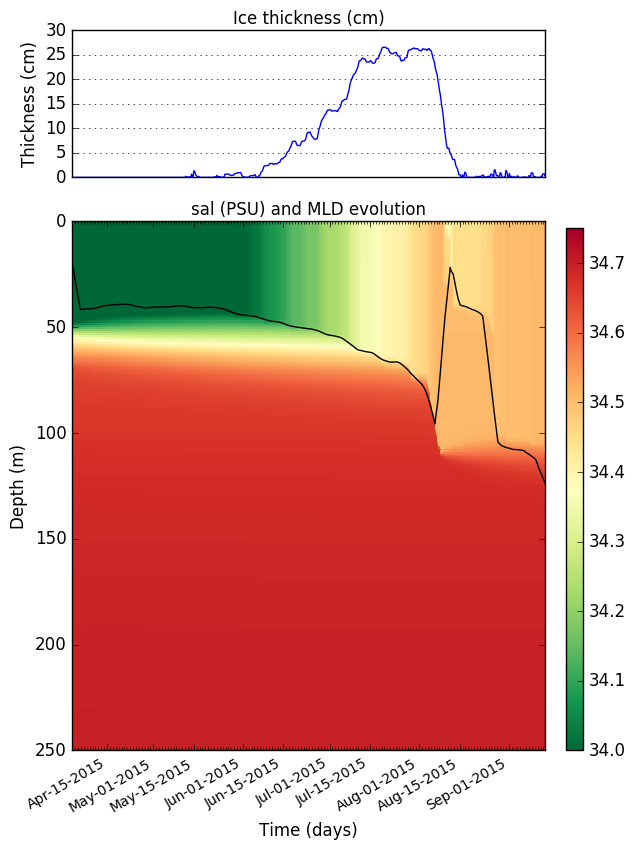 Ice thickness (cm)
30
25
20
15
10
5
0
Thickness (cm)
sal (PSU) and MLD evolution
0
50
100
150
200
250
Depth (m)
34.7
34.6
34.5
34.4
34.3
34.2
34.1
34.0
Apr-15-2015
May-01-2015
May-15-2015
Jun-01-2015
Jun-15-2015
Jul-01-2015
Jul-15-2015
Aug-01-2015
Aug-15-2015
Sep-01-2015
Time (days)